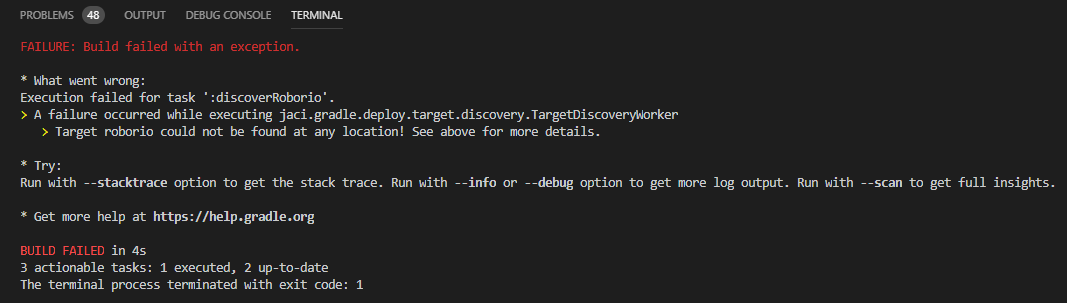 PROBLEMS 48 OUTPUT DEBUG CONSOLE TERMINAL
FAILURE: Build failed with an exception.
* What went wrong:
Execution failed for task ':discoverRoborio'.
> A failure occurred while executing jaci.gradle.deploy.target.discovery.TargetDiscoveryWorker
> Target roborio could not be found at any location! See above for more details.
* Try:
Run with --stacktrace option to get the stack trace. Run with --info or --debug option to get more log output. Run with --scan to get full insights.
* Get more help at https://help.gradle.org
BUILD FAILED in 4s
3 actionable tasks: 1 executed, 2 up-to-date
The terminal process terminated with exit code: 1